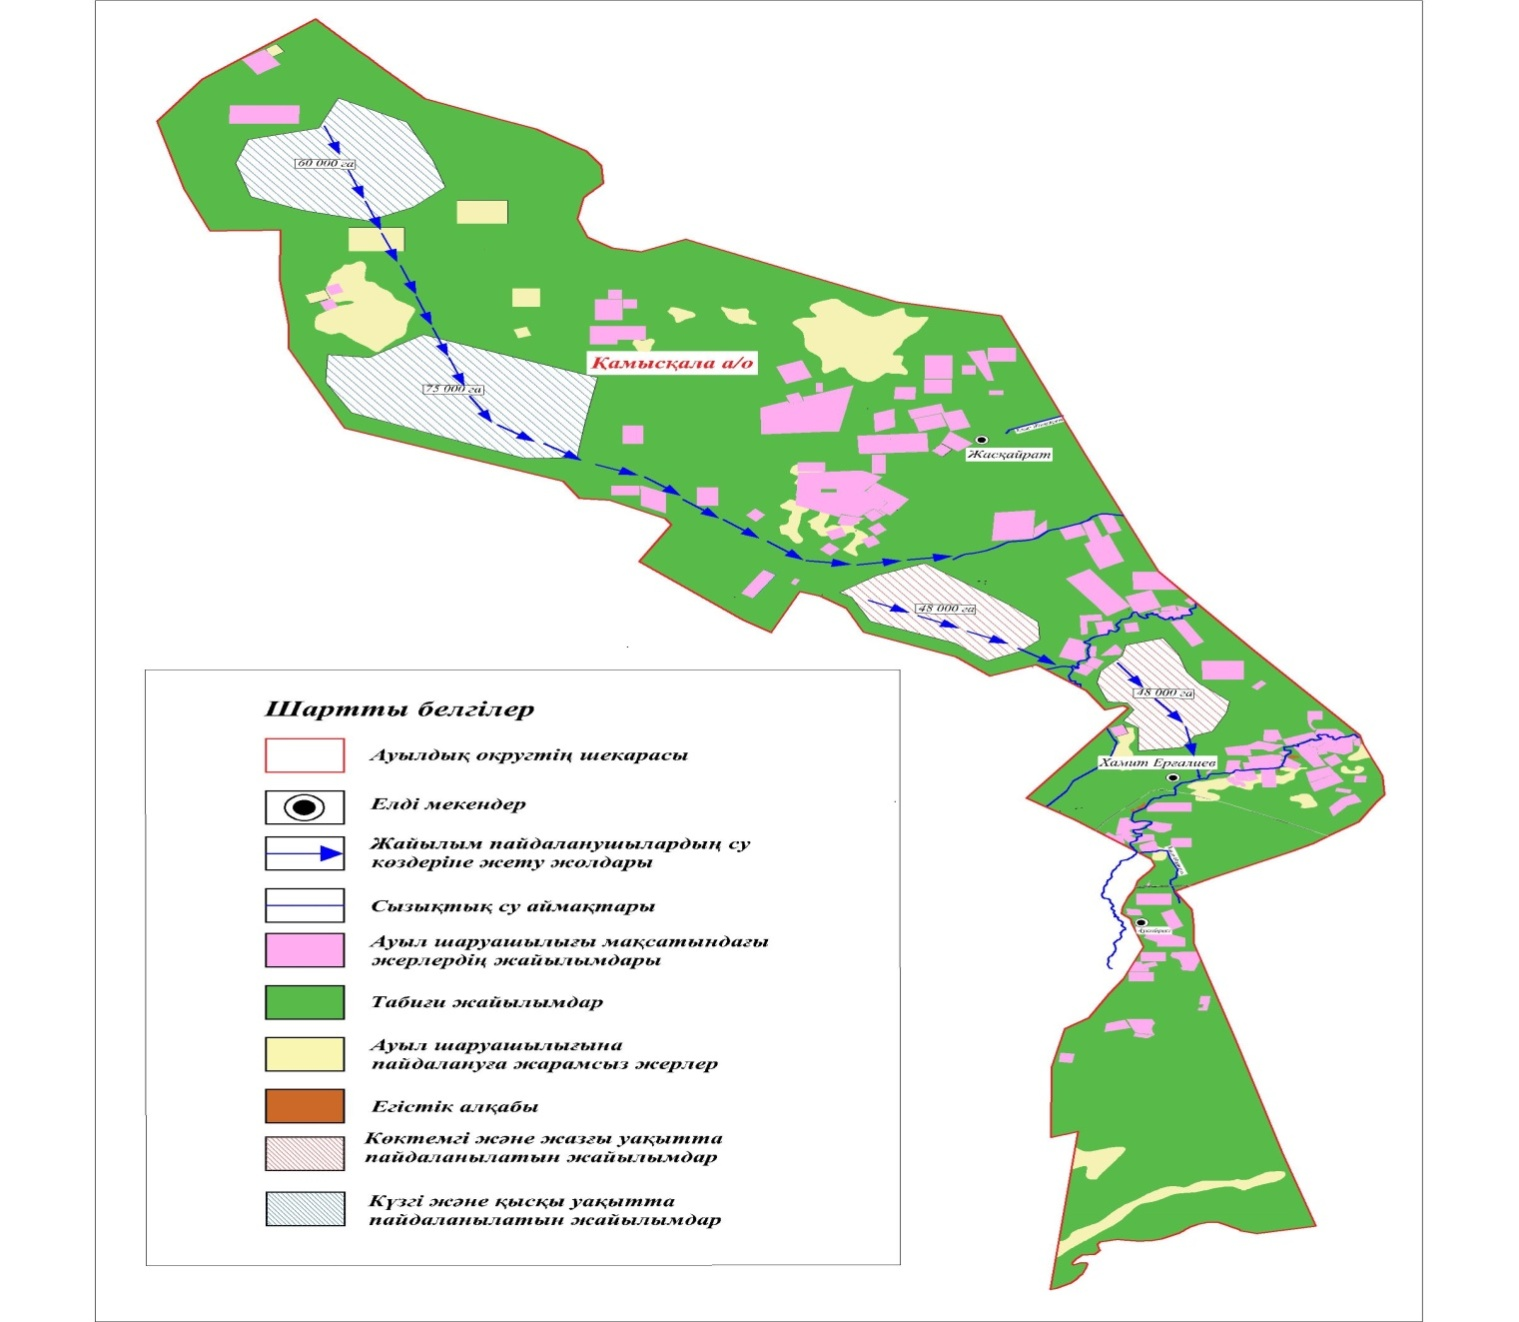 60 000 га
75 000 га
Қамысқала а/о
Жасқайрат
48 000 га
48 000 га
Хамит Ергалиев
Шартты белгілер
Ауылдық округтің шекарасы
Елді мекендер
Жайылым пайдаланушылардың су
көздеріне жету жолдары
Сызықтық су аймақтары
Ауыл шаруашылығы мақсатындағы
жерлердің жайылымдары
Табиғи жайылымдар
Ауыл шаруашылығына
пайдалануға жарамсыз жерлер
Егістік алқабы
Көктемгі және жазғы уақытта
пайдаланылатын жайылымдар
Күзгі және қысқы уақытта
пайдаланылатын жайылымдар